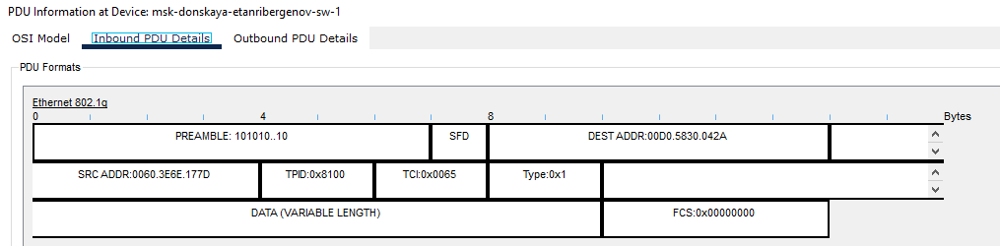 PDU Information at Device: msk-donskaya-etanribergenov-sw-1
OSI Model Inbound PDU Details Outbound PDU Details
PDU Formats
Ethernet 802.1q
0 4 8 Bytes
PREAMBLE: 101010..10 SFD DEST ADDR:00D0.5830.042A
SRC ADDR:0060.3E6E.177D TPID:0x8100 TCI:0x0065 Type:0x1
DATA (VARIABLE LENGTH) FCS:0x00000000